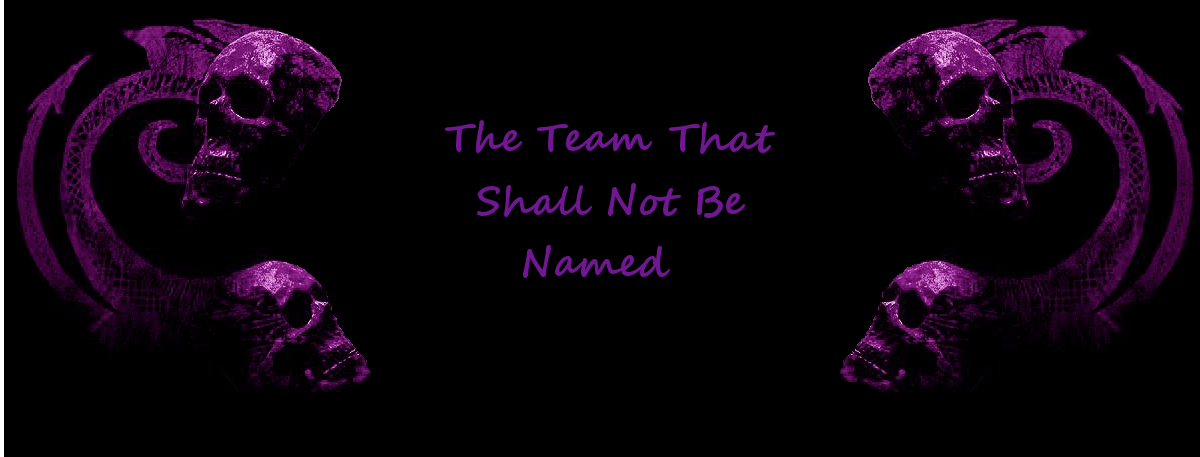 The Team That
Shall Not Be
Named